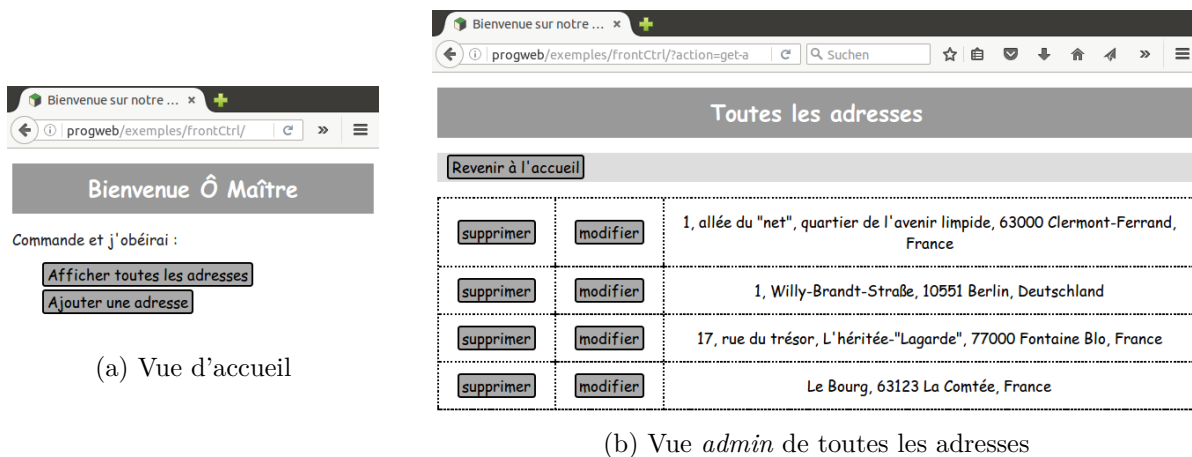 Bienvenue sur notre ... ×
progweb/exemples/frontCtrl/
Bienvenue Ô Maître
Commande et j'obéirai :
Afficher toutes les adresses
Ajouter une adresse
(a) Vue d'accueil
Bienvenue sur notre ... ×
progweb/exemples/frontCtrl/?action=get-a
Suchen
Toutes les adresses
Revenir à l'accueil
supprimer modifier 1, allée du "net", quartier de l'avenir limpide, 63000 Clermont-Ferrand,
France
supprimer modifier 1, Willy-Brandt-Straße, 10551 Berlin, Deutschland
supprimer modifier 17, rue du trésor, L'héritée-"Lagarde", 77000 Fontaine Blo, France
supprimer modifier Le Bourg, 63123 La Comtée, France
(b) Vue admin de toutes les adresses